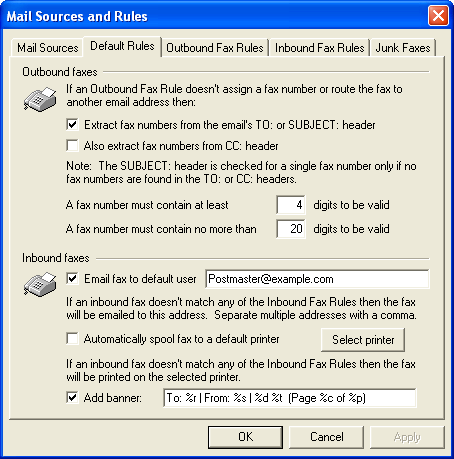 Mail Sources and Rules
Mail Sources
Default Rules
Outbound Fax Rules
Inbound Fax Rules
Junk Faxes
Outbound faxes
If an Outbound Fax Rule doesn't assign a fax number or route the fax to
another email address then:
Extract fax numbers from the email's TO: or SUBJECT: header
Also extract fax numbers from CC: header
Note: The SUBJECT: header is checked for a single fax number only if no
fax numbers are found in the TO: or CC: headers.
A fax number must contain at least 4 digits to be valid
A fax number must contain no more than 20 digits to be valid
Inbound faxes
Email fax to default user Postmaster@example.com
If an inbound fax doesn't match any of the Inbound Fax Rules then the fax
will be emailed to this address. Separate multiple addresses with a comma.
Automatically spool fax to a default printer Select printer
If an inbound fax doesn't match any of the Inbound Fax Rules then the fax
will be printed on the selected printer.
Add banner: To: %r | From: %s | %d %t (Page %c of %p)
OK
Cancel
Apply